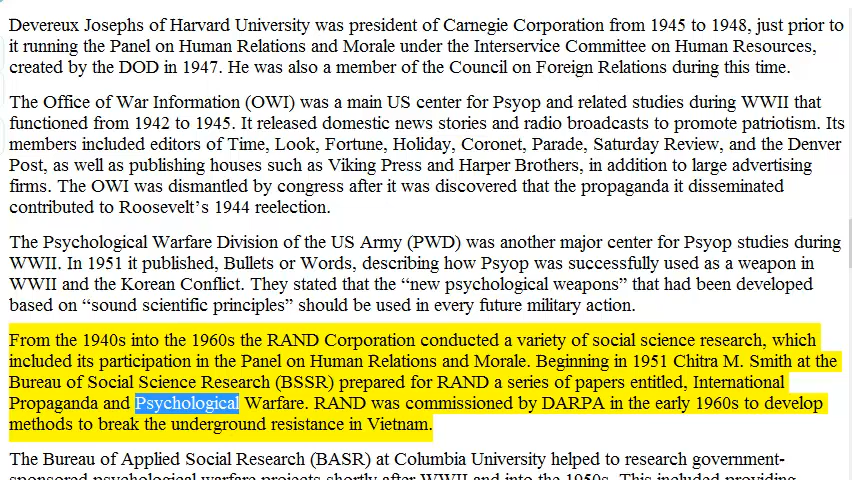 Devereux Josephs of Harvard University was president of Carnegie Corporation from 1945 to 1948, just prior to
it running the Panel on Human Relations and Morale under the Interservice Committee on Human Resources,
created by the DOD in 1947. He was also a member of the Council on Foreign Relations during this time.
The Office of War Information (OWI) was a main US center for Psyop and related studies during WWII that
functioned from 1942 to 1945. It released domestic news stories and radio broadcasts to promote patriotism. Its
members included editors of Time, Look, Fortune, Holiday, Coronet, Parade, Saturday Review, and the Denver
Post, as well as publishing houses such as Viking Press and Harper Brothers, in addition to large advertising
firms. The OWI was dismantled by congress after it was discovered that the propaganda it disseminated
contributed to Roosevelt’s 1944 reelection.
The Psychological Warfare Division of the US Army (PWD) was another major center for Psyop studies during
WWII. In 1951 it published, Bullets or Words, describing how Psyop was successfully used as a weapon in
WWII and the Korean Conflict. They stated that the “new psychological weapons” that had been developed
based on “sound scientific principles” should be used in every future military action.
From the 1940s into the 1960s the RAND Corporation conducted a variety of social science research, which
included its participation in the Panel on Human Relations and Morale. Beginning in 1951 Chitra M. Smith at the
Bureau of Social Science Research (BSSR) prepared for RAND a series of papers entitled, International
Propaganda and Psychological Warfare. RAND was commissioned by DARPA in the early 1960s to develop
methods to break the underground resistance in Vietnam.
The Bureau of Applied Social Research (BASR) at Columbia University helped to research government-
sponsored psychological warfare projects shortly after WWII and into the 1950s. This included providing